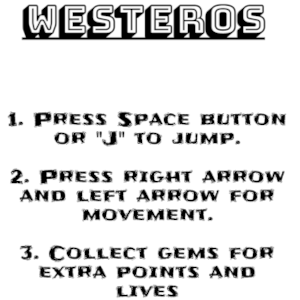 WESTEROS
1. PRESS SPACE BUTTON
OR "J" TO JUMP.
2. PRESS RIGHT ARROW
AND LEFT ARROW FOR
MOVEMENT.
3. COLLECT GEMS FOR
EXTRA POINTS AND
LIVES